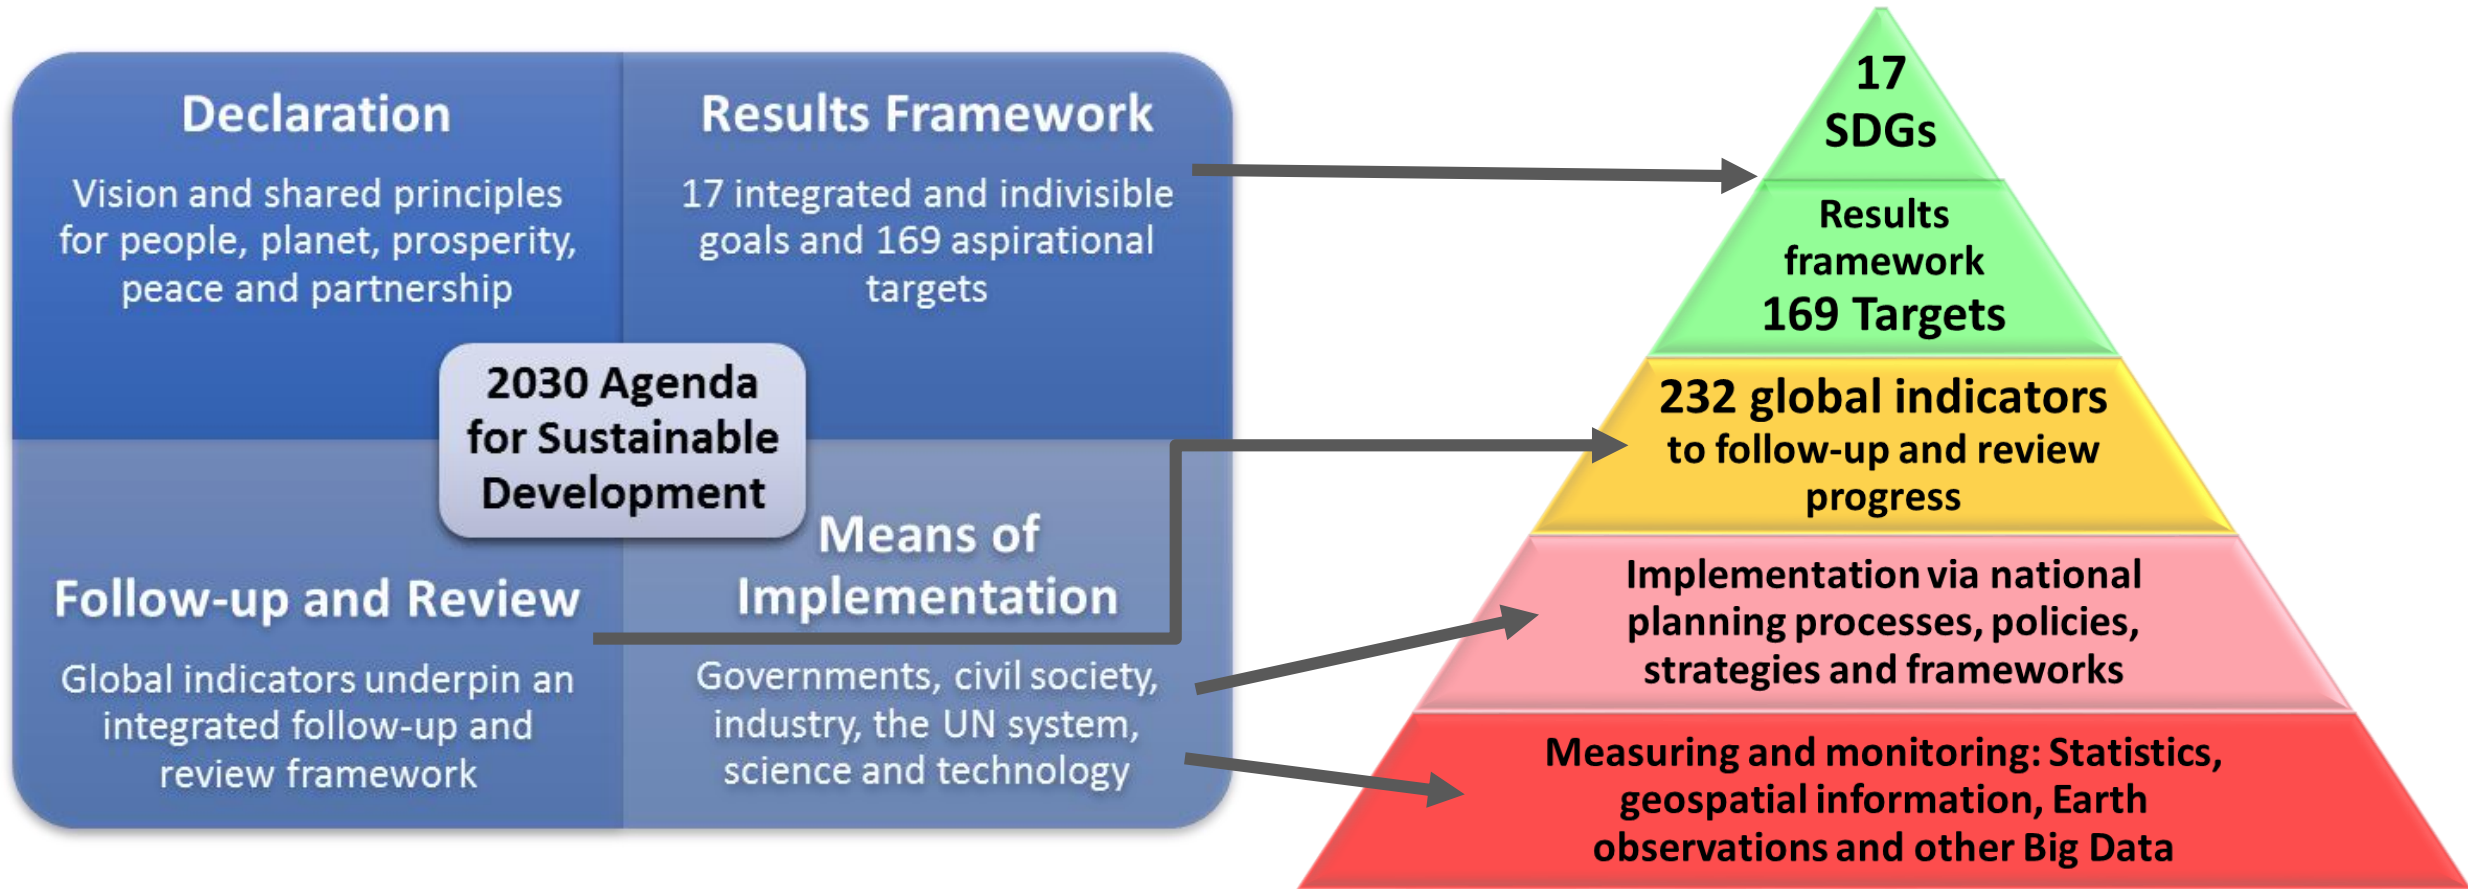 Declaration
Vision and shared principles
for people, planet, prosperity,
peace and partnership
Results Framework
17 integrated and indivisible
goals and 169 aspirational
targets
2030 Agenda
for Sustainable
Development
Follow-up and Review
Global indicators underpin an
integrated follow-up and
review framework
Means of
Implementation
Governments, civil society,
industry, the UN system,
science and technology
17
SDGs
Results
framework
169 Targets
232 global indicators
to follow-up and review
progress
Implementation via national
planning processes, policies,
strategies and frameworks
Measuring and monitoring: Statistics,
geospatial information, Earth
observations and other Big Data